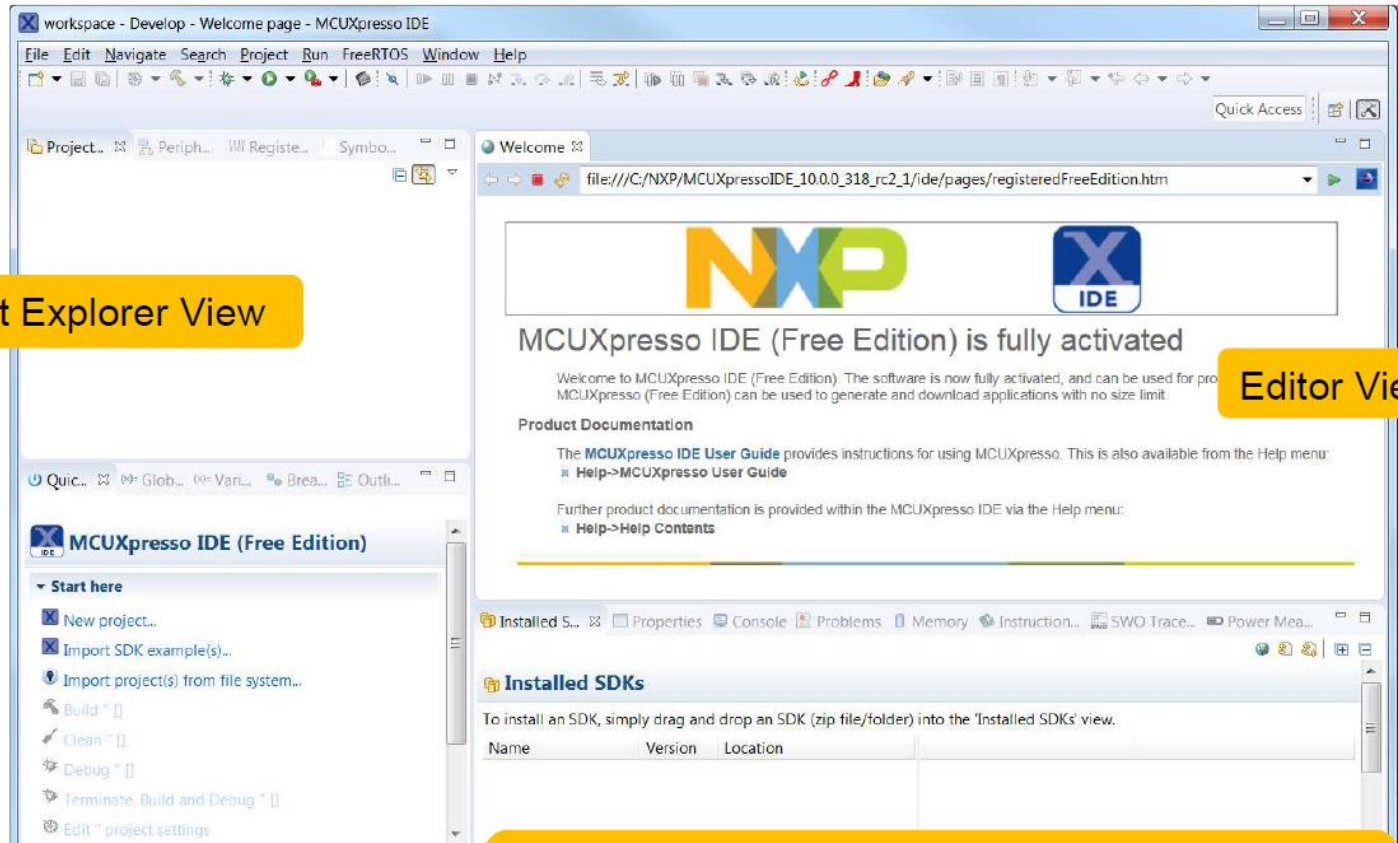 workspace - Develop - Welcome page - MCUXpresso IDE
File Edit Navigate Search Project Run FreeRTOS Window Help
Quick Access
Project... Periph... Registe... Symbo...
Welcome
file:///C:/NXP/MCUXpressoIDE_10.0.0_318_rc2_1/ide/pages/registeredFreeEdition.htm
NXP
IDE
t Explorer View
MCUXpresso IDE (Free Edition) is fully activated
Welcome to MCUXpresso IDE (Free Edition). The software is now fully activated, and can be used for pro
MCUXpresso (Free Edition) can be used to generate and download applications with no size limit
Editor Vie
Product Documentation
The MCUXpresso IDE User Guide provides instructions for using MCUXpresso. This is also available from the Help menu:
Help->MCUXpresso User Guide
Further product documentation is provided within the MCUXpresso IDE via the Help menu:
Help->Help Contents
Quic... Glob... Vari... Brea... Outli...
IDE MCUXpresso IDE (Free Edition)
Start here
New project...
Import SDK example(s)...
Import project(s) from file system...
Build " []
Clean " []
Debug " []
Terminate, Build and Debug " []
Edit " project settings
Installed S... Properties Console Problems Memory Instruction... SWO Trace... Power Mea...
Installed SDKs
To install an SDK, simply drag and drop an SDK (zip file/folder) into the 'Installed SDKs' view.
Name Version Location